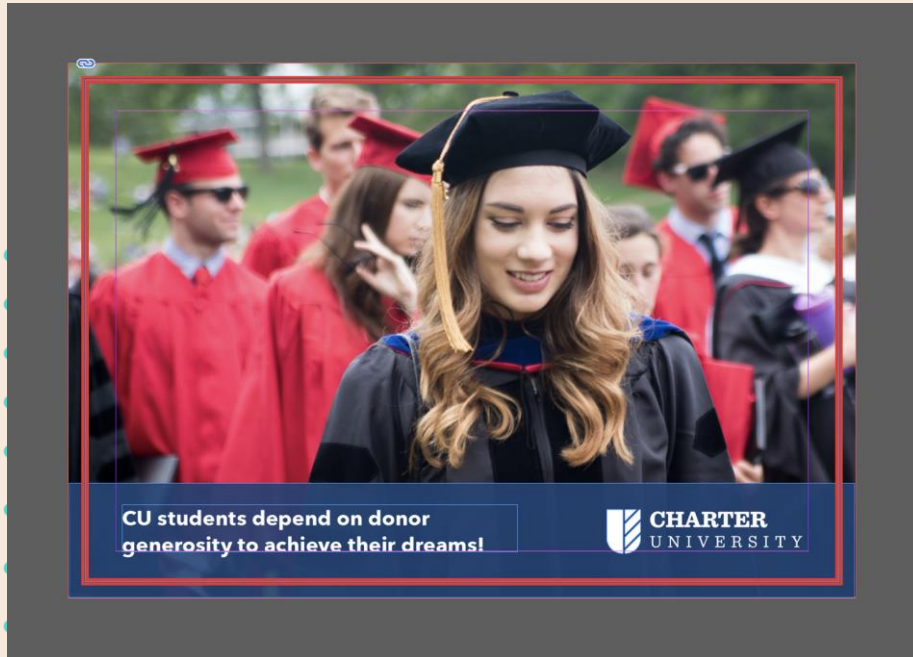 CU students depend on donor
generosity to achieve their dreams!
CHARTER
UNIVERSITY